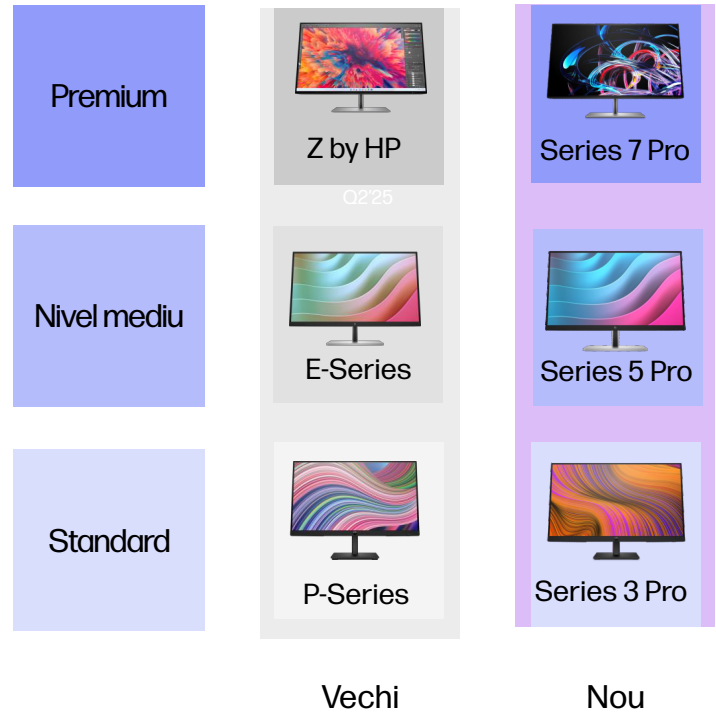 Premium
Z by HP
Series 7 Pro
Q2'25
Nivel mediu
E-Series
Series 5 Pro
Standard
P-Series
Series 3 Pro
Vechi
Nou